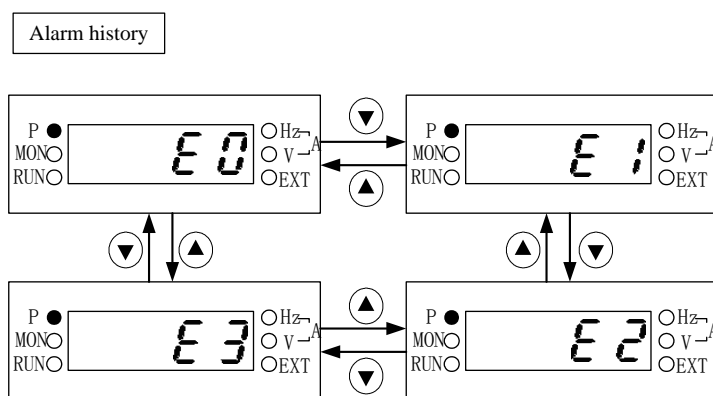 Alarm history
P Hz
MON E0 V A
RUN EXT
P Hz
MON E1 V A
RUN EXT
P Hz
MON E3 V A
RUN EXT
P Hz
MON E2 V A
RUN EXT